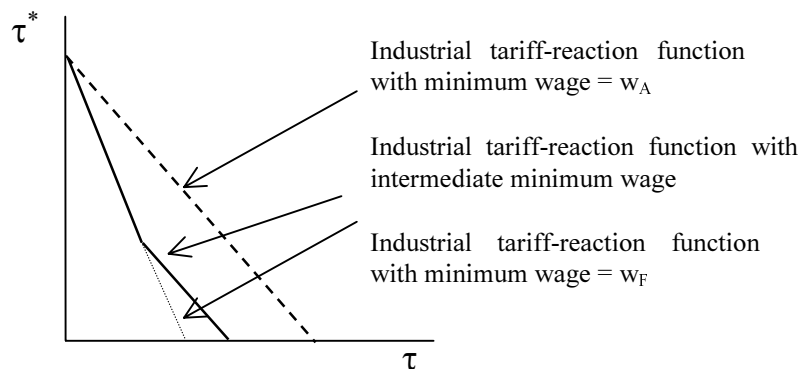 τ*
Industrial tariff-reaction function
with minimum wage = wA
Industrial tariff-reaction function with
intermediate minimum wage
Industrial tariff-reaction function
with minimum wage = wF
τ